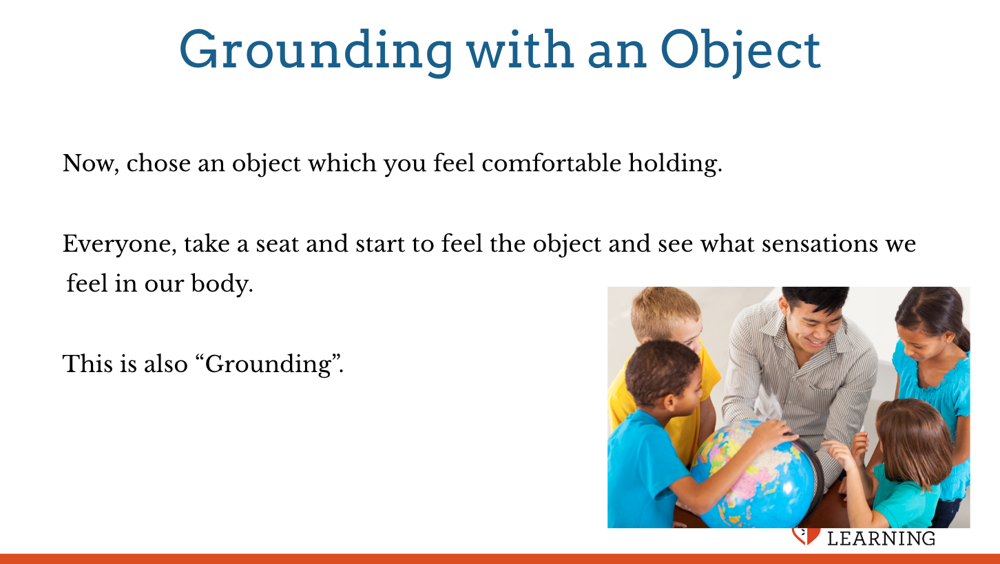 Grounding with an Object
Now, chose an object which you feel comfortable holding.
Everyone, take a seat and start to feel the object and see what sensations we
feel in our body.
This is also “Grounding”.
LEARNING